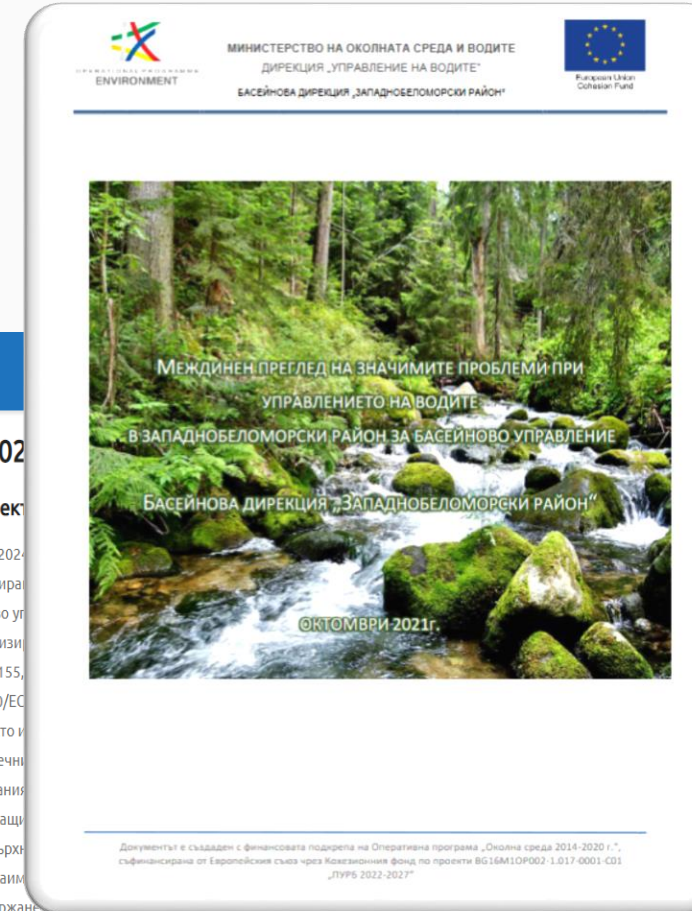 OPERATIONAL PROGRAMME
ENVIRONMENT
МИНИСТЕРСТВО НА ОКОЛНАТА СРЕДА И ВОДИТЕ
ДИРЕКЦИЯ „УПРАВЛЕНИЕ НА ВОДИТЕ“
БАСЕЙНОВА ДИРЕКЦИЯ „ЗАПАДНОБЕЛОМОРСКИ РАЙОН“
European Union
Cohesion Fund
МЕЖДИНЕН ПРЕГЛЕД НА ЗНАЧИМИТЕ ПРОБЛЕМИ ПРИ
УПРАВЛЕНИЕТО НА ВОДИТЕ
В ЗАПАДНОБЕЛОМОРСКИ РАЙОН ЗА БАСЕЙНОВО УПРАВЛЕНИЕ
БАСЕЙНОВА ДИРЕКЦИЯ „ЗАПАДНОБЕЛОМОРСКИ РАЙОН“
ОКТОМВРИ 2021г.
Документът е създаден с финансовата подкрепа на Оперативна програма „Околна среда 2014-2020 г.“,
съфинансирана от Европейския съюз чрез Кохезионния фонд по проекти BG16M1OP002-1.017-0001-C01
„ПУРБ 2022-2027“